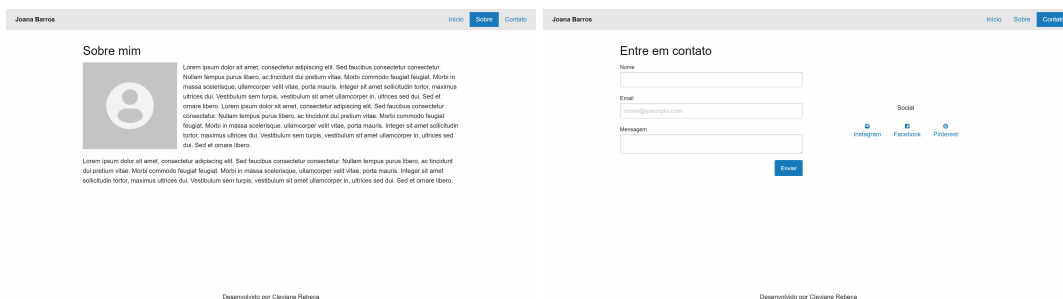 Joana Barros
Início Sobre Contato
Sobre mim
Lorem ipsum dolor sit amet, consectetur adipiscing elit. Sed faucibus consectetur consectetur.
Nullam tempus purus libero, ac tincidunt dui pretium vitae. Morbi commodo feugiat feugiat. Morbi in
massa scelerisque, ullamcorper velit vitae, porta mauris. Integer sit amet sollicitudin tortor, maximus
ultrices dui. Vestibulum sem turpis, vestibulum sit amet ullamcorper in, ultrices sed dui. Sed et
ornare libero. Lorem ipsum dolor sit amet, consectetur adipiscing elit. Sed faucibus consectetur
consectetur. Nullam tempus purus libero, ac tincidunt dui pretium vitae. Morbi commodo feugiat
feugiat. Morbi in massa scelerisque, ullamcorper velit vitae, porta mauris. Integer sit amet sollicitudin
tortor, maximus ultrices dui. Vestibulum sem turpis, vestibulum sit amet ullamcorper in, ultrices sed
dui. Sed et ornare libero.
Lorem ipsum dolor sit amet, consectetur adipiscing elit. Sed faucibus consectetur consectetur. Nullam tempus purus libero, ac tincidunt
dui pretium vitae. Morbi commodo feugiat feugiat. Morbi in massa scelerisque, ullamcorper velit vitae, porta mauris. Integer sit amet
sollicitudin tortor, maximus ultrices dui. Vestibulum sem turpis, vestibulum sit amet ullamcorper in, ultrices sed dui. Sed et ornare libero.
Desenvolvido por Cleviane Rebeca
Joana Barros
Início Sobre Contato
Entre em contato
Nome
Email
nome@exemplo.com
Mensagem
Enviar
Social
Instagram Facebook Pinterest
Desenvolvido por Cleviane Rebeca